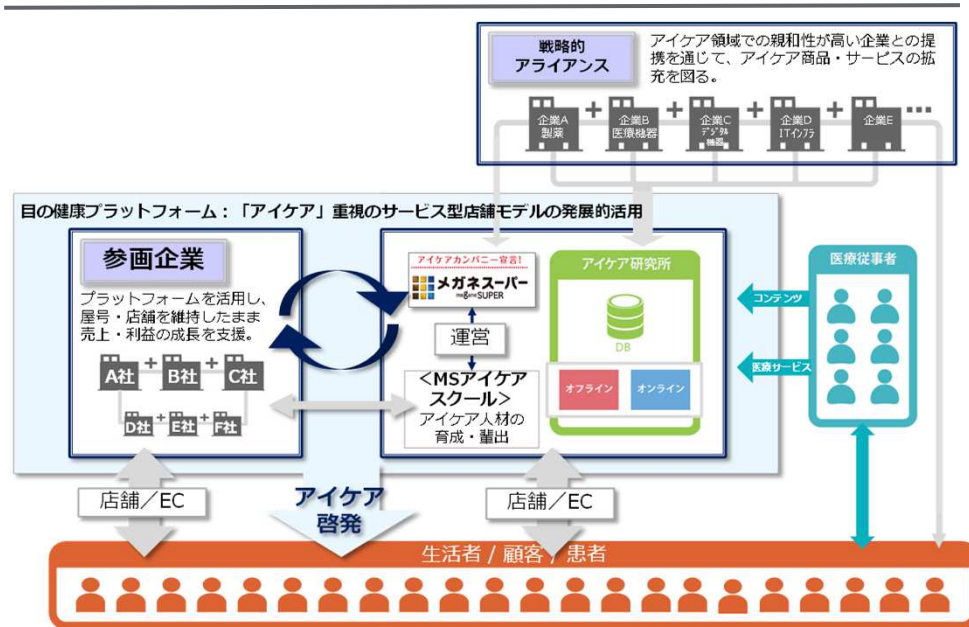 戦略的
アライアンス
アイケア領域での親和性が高い企業との提
携を通じて、アイケア商品・サービスの拡
充を図る。
企業A
製薬
+
企業B
医療機器
+
企業C
デジタル
機器
+
企業D
ITインフラ
+
企業E
…
目の健康プラットフォーム：「アイケア」重視のサービス型店舗モデルの発展的活用
参画企業
プラットフォームを活用し、
屋号・店舗を維持したまま
売上・利益の成長を支援。
A社
+
B社
+
C社
D社
+
E社
+
F社
アイケアカンパニー宣言!
メガネスーパー
meganeSUPER
運営
<MSアイケア
スクール>
アイケア人材の
育成・輩出
アイケア研究所
DB
オフライン
オンライン
医療従事者
コンテンツ
医療サービス
店舗／EC
アイケア
啓発
店舗／EC
生活者 / 顧客 / 患者